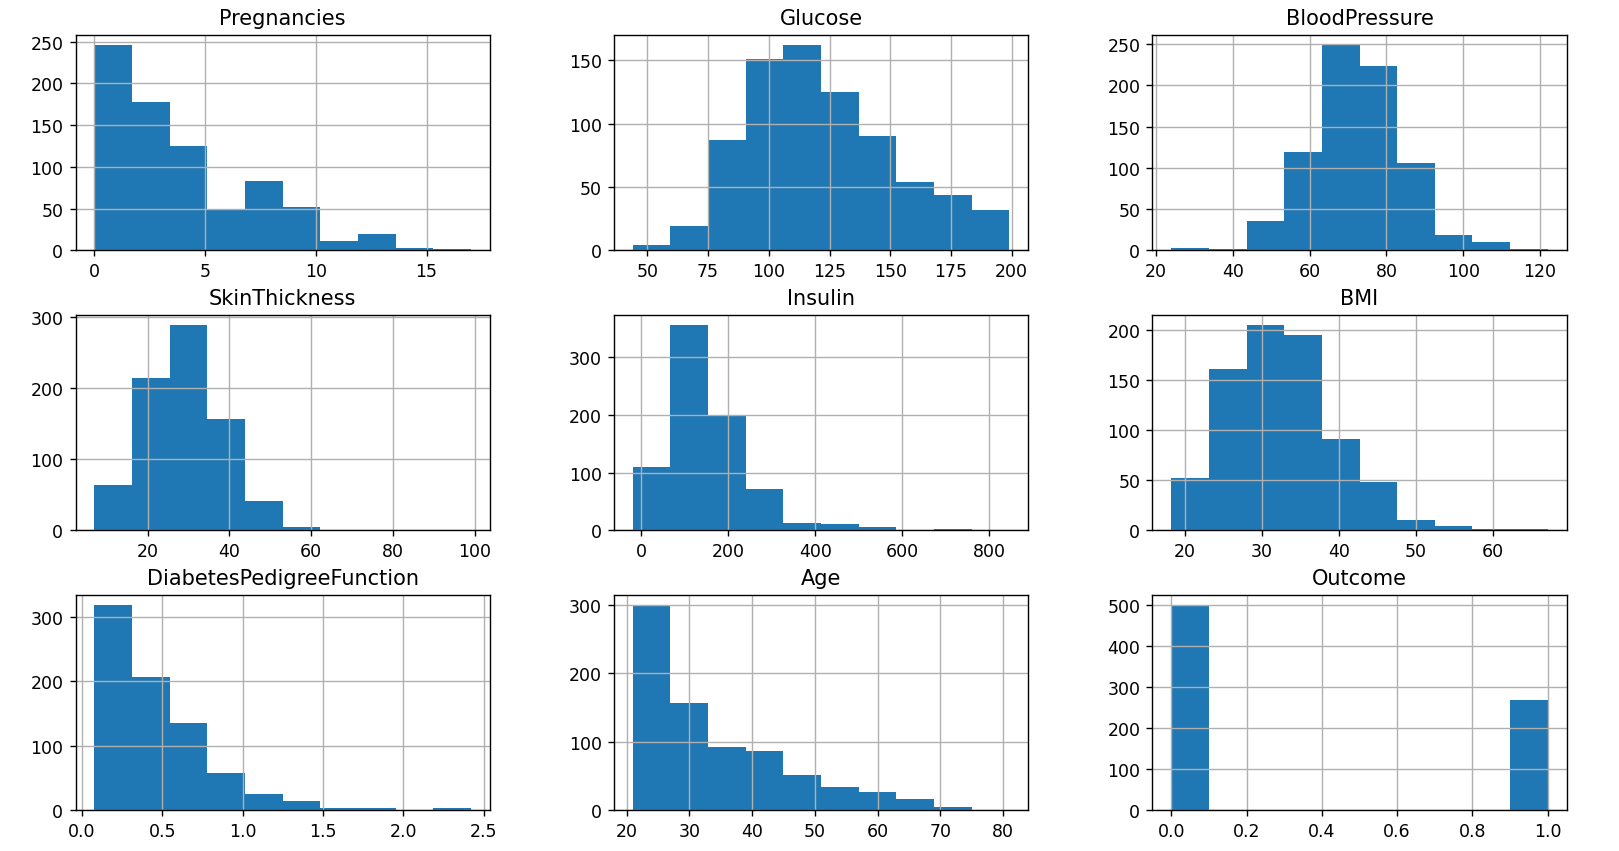 Pregnancies
250
200
150
100
50
0
0 5 10 15
Glucose
150
100
50
0
50 75 100 125 150 175 200
BloodPressure
250
200
150
100
50
0
20 40 60 80 100 120
SkinThickness
300
200
100
0
20 40 60 80 100
Insulin
300
200
100
0
0 200 400 600 800
BMI
200
150
100
50
0
20 30 40 50 60
DiabetesPedigreeFunction
300
200
100
0
0.0 0.5 1.0 1.5 2.0 2.5
Age
300
200
100
0
20 30 40 50 60 70 80
Outcome
500
400
300
200
100
0
0.0 0.2 0.4 0.6 0.8 1.0